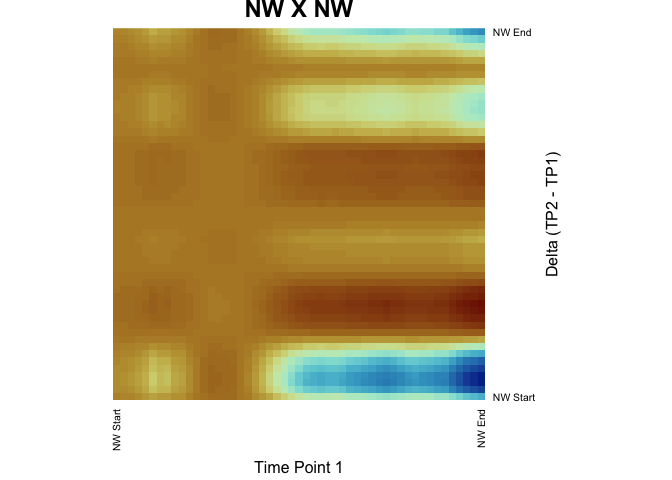 NW X NW
NW End
Delta (TP2 - TP1)
NW Start
NW Start
NW End
Time Point 1